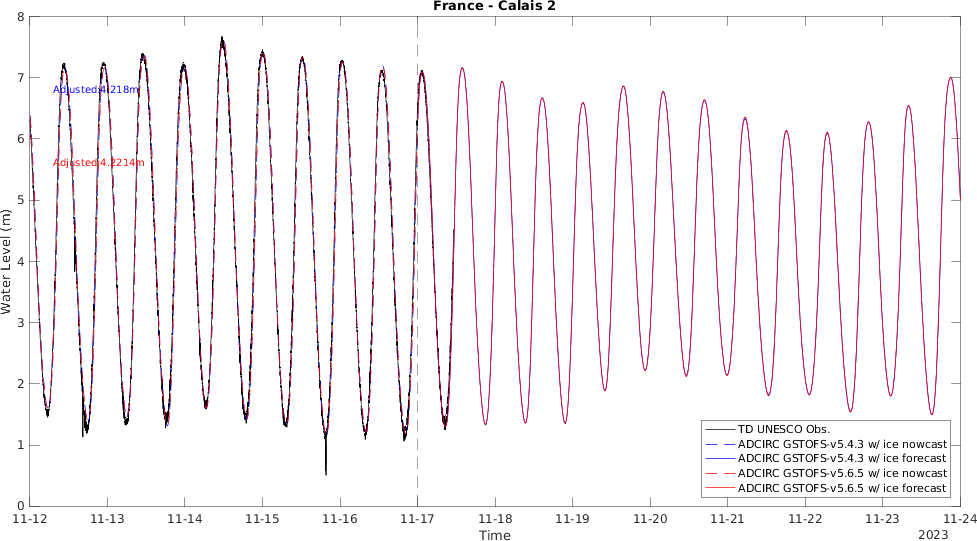 France - Calais 2
8
7
6
5
4
3
2
1
0
Water Level (m)
Adjusted:4.218m
Adjusted:4.2214m
TD UNESCO Obs.
ADCIRC GSTOFS-v5.4.3 w/ ice nowcast
ADCIRC GSTOFS-v5.4.3 w/ ice forecast
ADCIRC GSTOFS-v5.6.5 w/ ice nowcast
ADCIRC GSTOFS-v5.6.5 w/ ice forecast
11-12 11-13 11-14 11-15 11-16 11-17 11-18 11-19 11-20 11-21 11-22 11-23 11-24
Time
2023